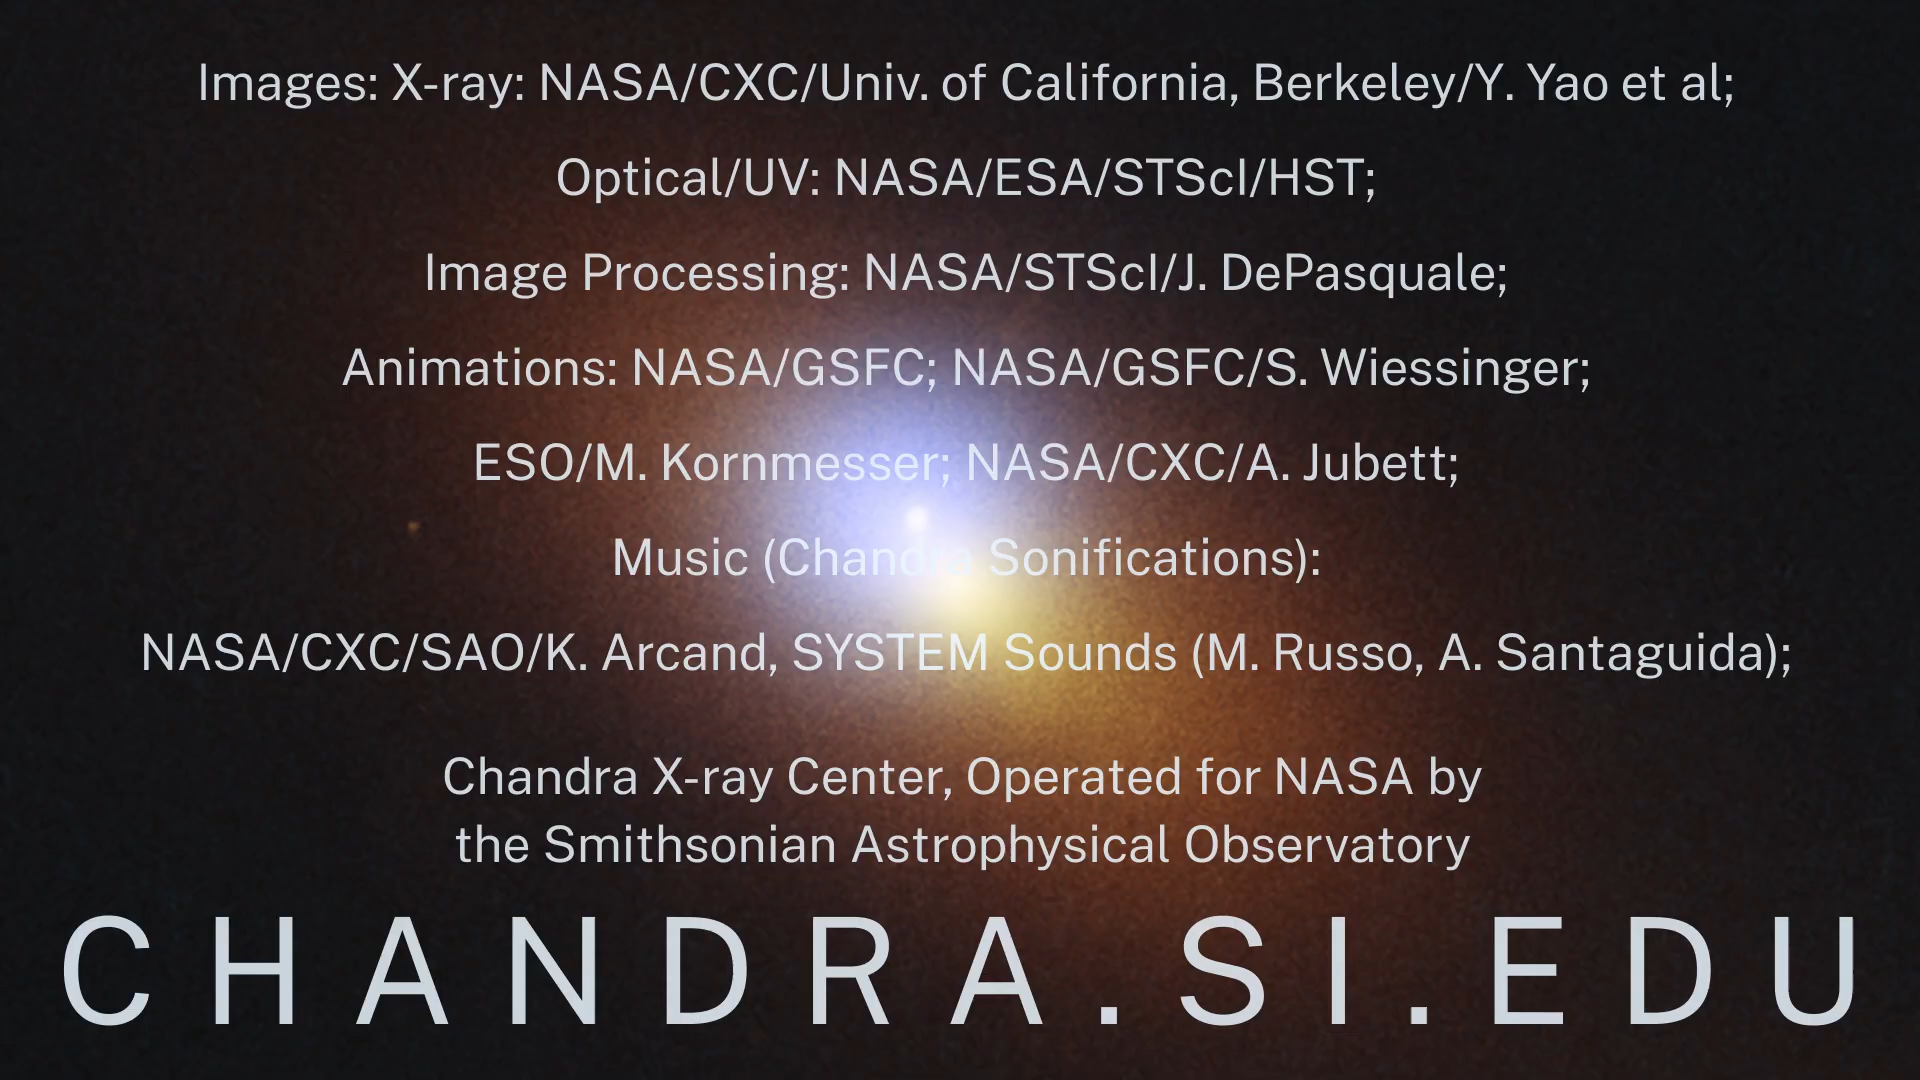 Images: X-ray: NASA/CXC/Univ. of California, Berkeley/Y. Yao et al;
Optical/UV: NASA/ESA/STScI/HST;
Image Processing: NASA/STScI/J. DePasquale;
Animations: NASA/GSFC; NASA/GSFC/S. Wiessinger;
ESO/M. Kornmesser; NASA/CXC/A. Jubett;
Music (Chandra Sonifications):
NASA/CXC/SAO/K. Arcand, SYSTEM Sounds (M. Russo, A. Santaguida);
Chandra X-ray Center, Operated for NASA by
the Smithsonian Astrophysical Observatory
CHANDRA.SI.EDU